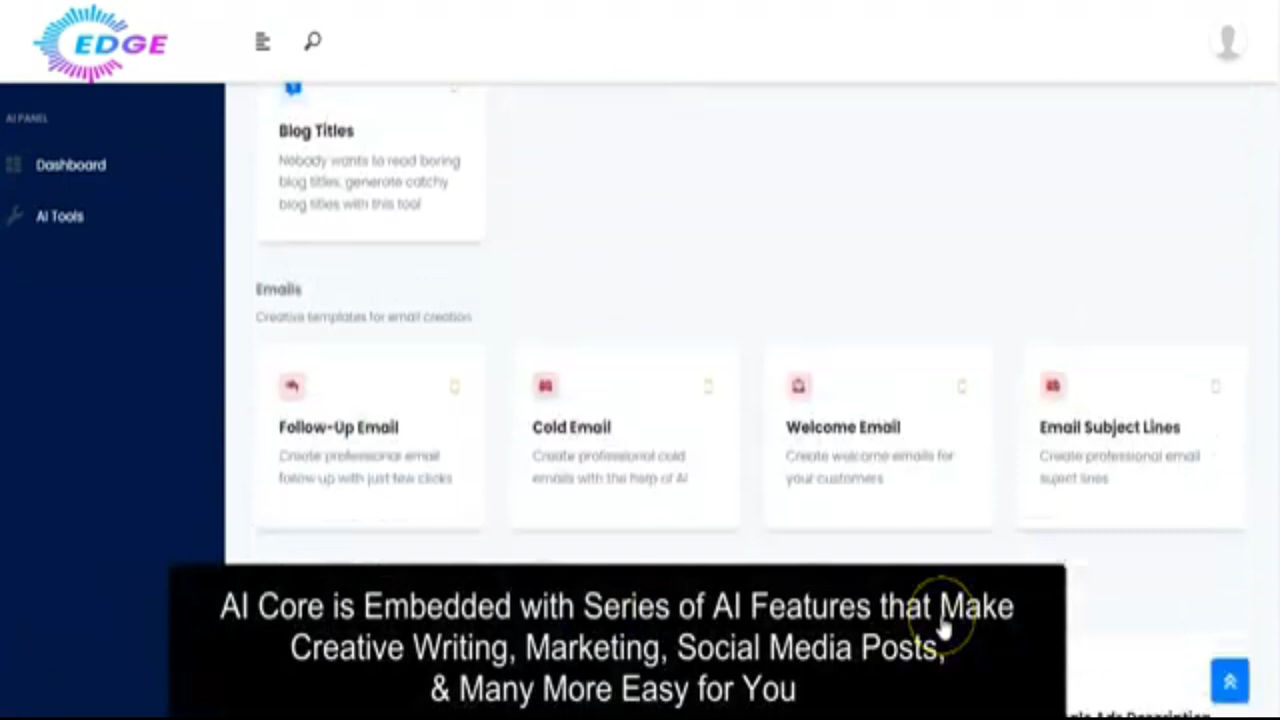 EDGE
AI PANEL
Dashboard
AI Tools
Blog Titles
Nobody wants to read boring
blog titles, generate catchy
blog titles with this tool
Emails
Creative templates for email creation
Follow-Up Email
Create professional email
follow up with just few clicks
Cold Email
Create professional cold
emails with the help of AI
Welcome Email
Create welcome emails for
your customers
Email Subject Lines
Create professional email
suject lines
AI Core is Embedded with Series of AI Features that Make
Creative Writing, Marketing, Social Media Posts,
& Many More Easy for You
Ads Description